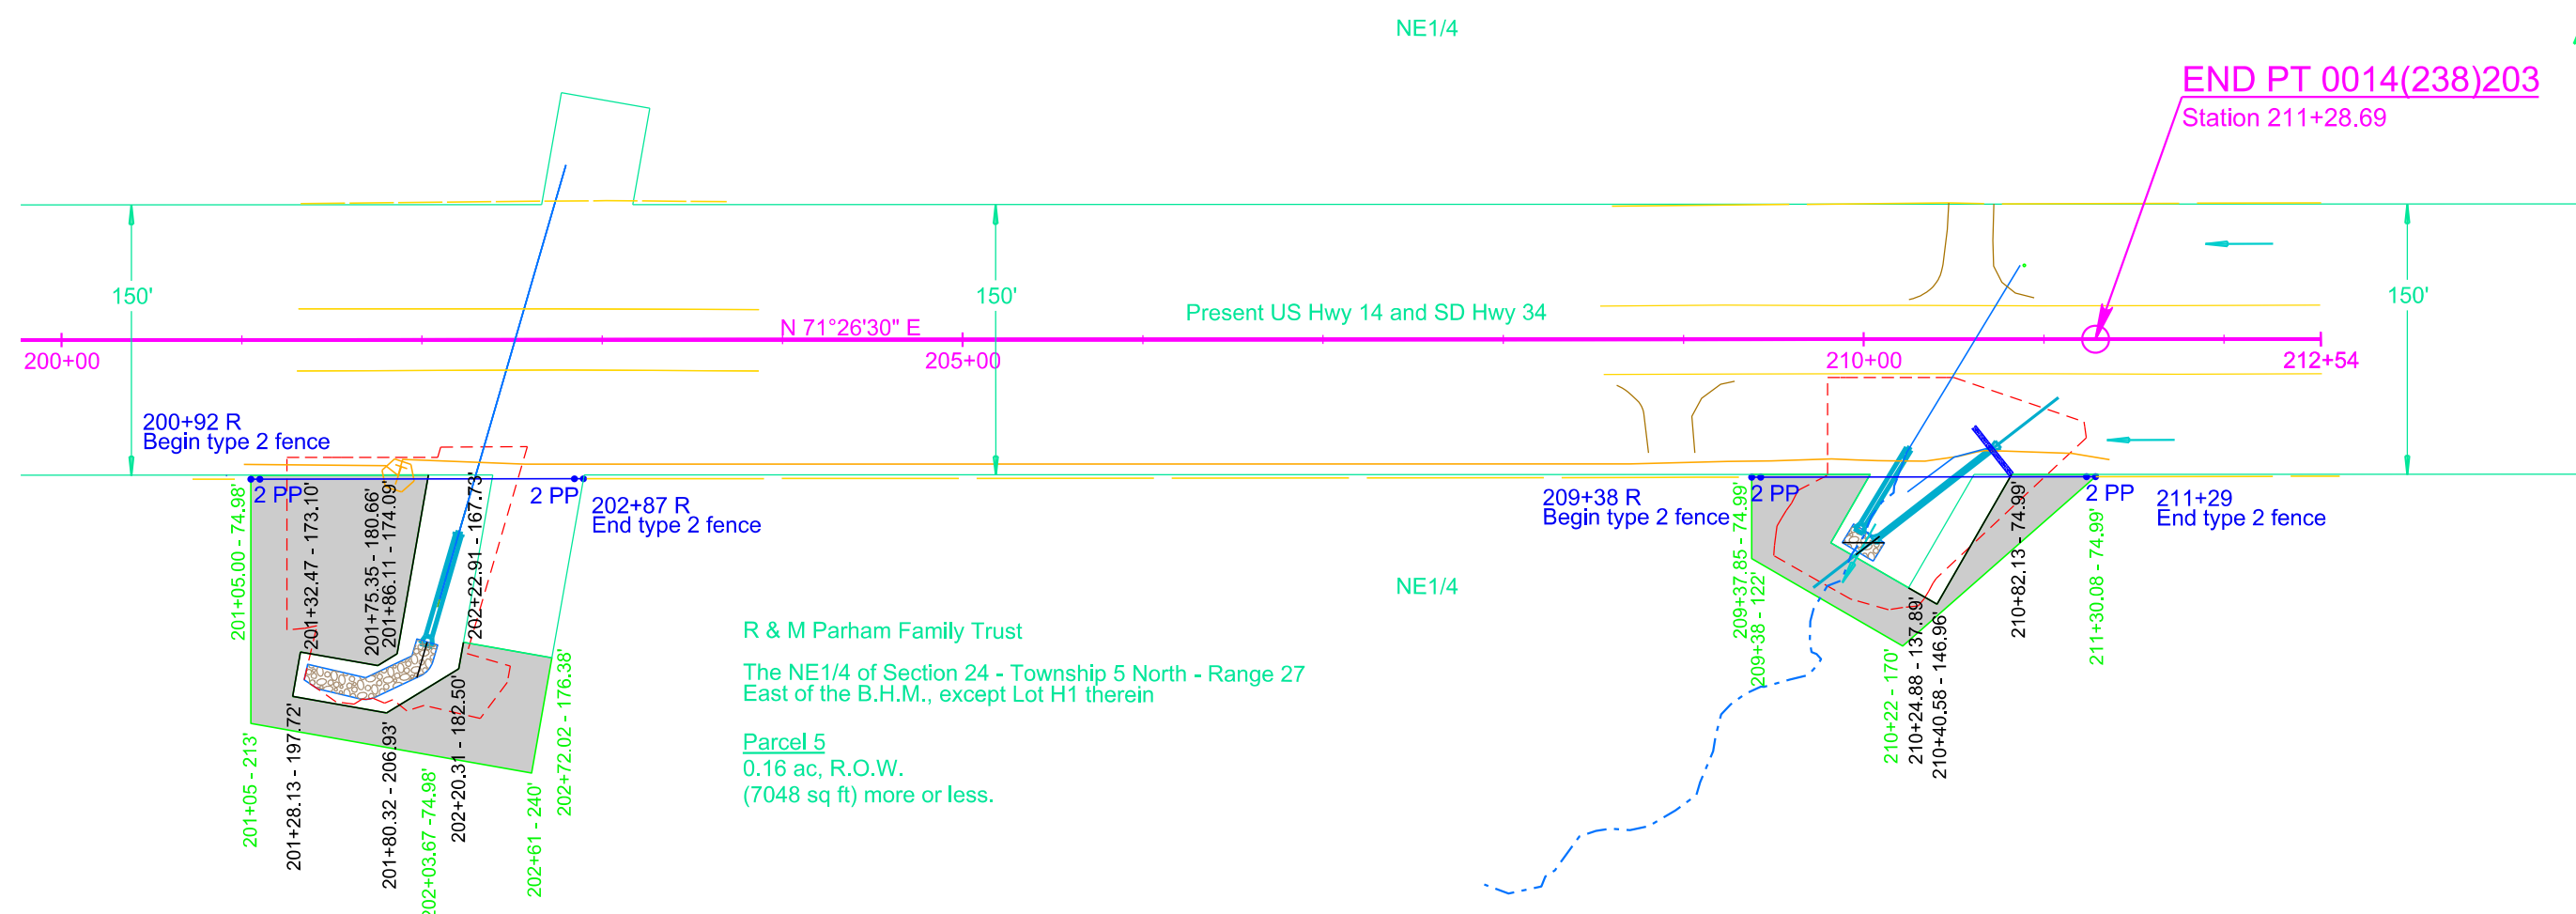 NE1/4
END PT 0014(238)203
Station 211+28.69
150'
150'
150'
Present US Hwy 14 and SD Hwy 34
N 71°26'30" E
200+00
205+00
210+00
212+54
200+92 R
Begin type 2 fence
2 PP
2 PP
202+87 R
End type 2 fence
209+38 R
Begin type 2 fence
2 PP
2 PP
211+29
End type 2 fence
201+05.00 - 74.98'
201+32.47 - 173.10'
201+75.35 - 180.66'
201+86.11 - 174.09'
202+22.91 - 167.73'
209+37.85 - 74.99'
209+38 - 122'
210+82.13 - 74.99'
211+30.08 - 74.99'
NE1/4
R & M Parham Family Trust
The NE1/4 of Section 24 - Township 5 North - Range 27
East of the B.H.M., except Lot H1 therein
Parcel 5
0.16 ac, R.O.W.
(7048 sq ft) more or less.
201+05 - 213'
201+28.13 - 197.72'
201+80.32 - 206.93'
202+03.67 -74.98'
202+20.31 - 182.50'
202+61 - 240'
202+72.02 - 176.38'
210+22 - 170'
210+24.88 - 137.89'
210+40.58 - 146.96'